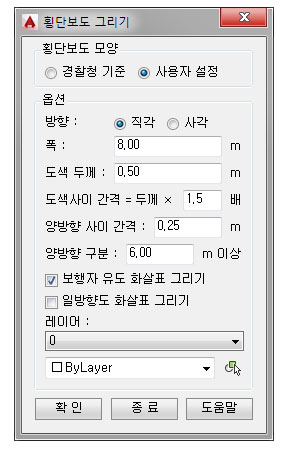 횡단보도 그리기
횡단보도 모양
경찰청 기준 사용자 설정
옵션
방향 : 직각 사각
폭 : 8.00 m
도색 두께 : 0.50 m
도색사이 간격 = 두께 × 1.5 배
양방향 사이 간격 : 0.25 m
양방향 구분 : 6.00 m 이상
보행자 유도 화살표 그리기
일방향도 화살표 그리기
레이어 :
0
ByLayer
확 인 종 료 도움말